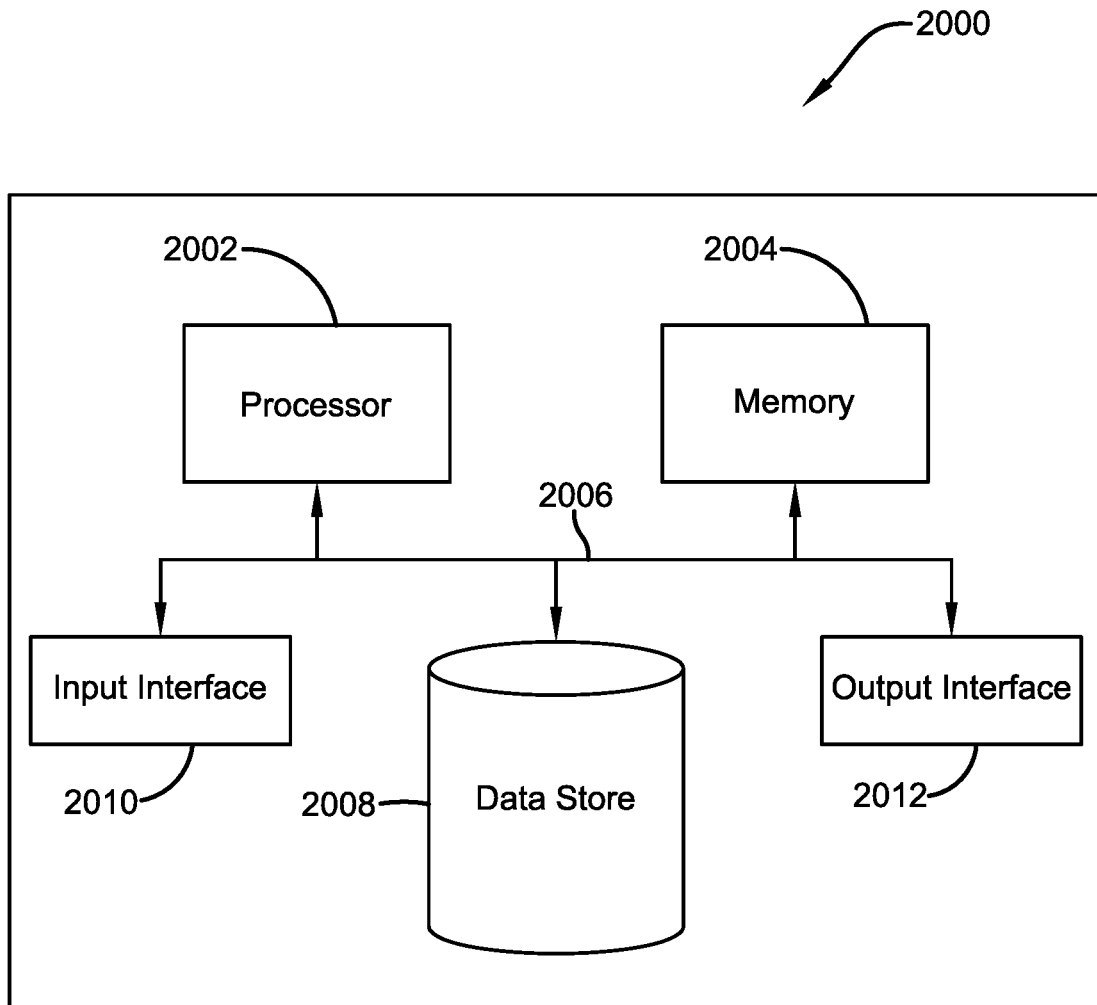 2000
2002
2004
Processor
Memory
2006
Input Interface
Output Interface
2010
2008
Data Store
2012